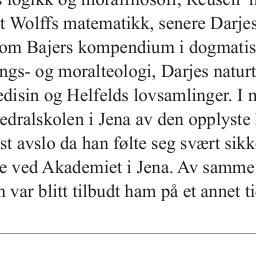 logikk og moralfilosofi, Reusch
t Wolffs matematikk, senere Darjes
om Bajers kompendium i dogmatis
ngs- og moralteologi, Darjes naturt
edisin og Helfelds lovsamlinger. I
edralskolen i Jena av den opplyste
st avslo da han følte seg svært sikk
e ved Akademiet i Jena. Av samme
n var blitt tilbudt ham på et annet ti